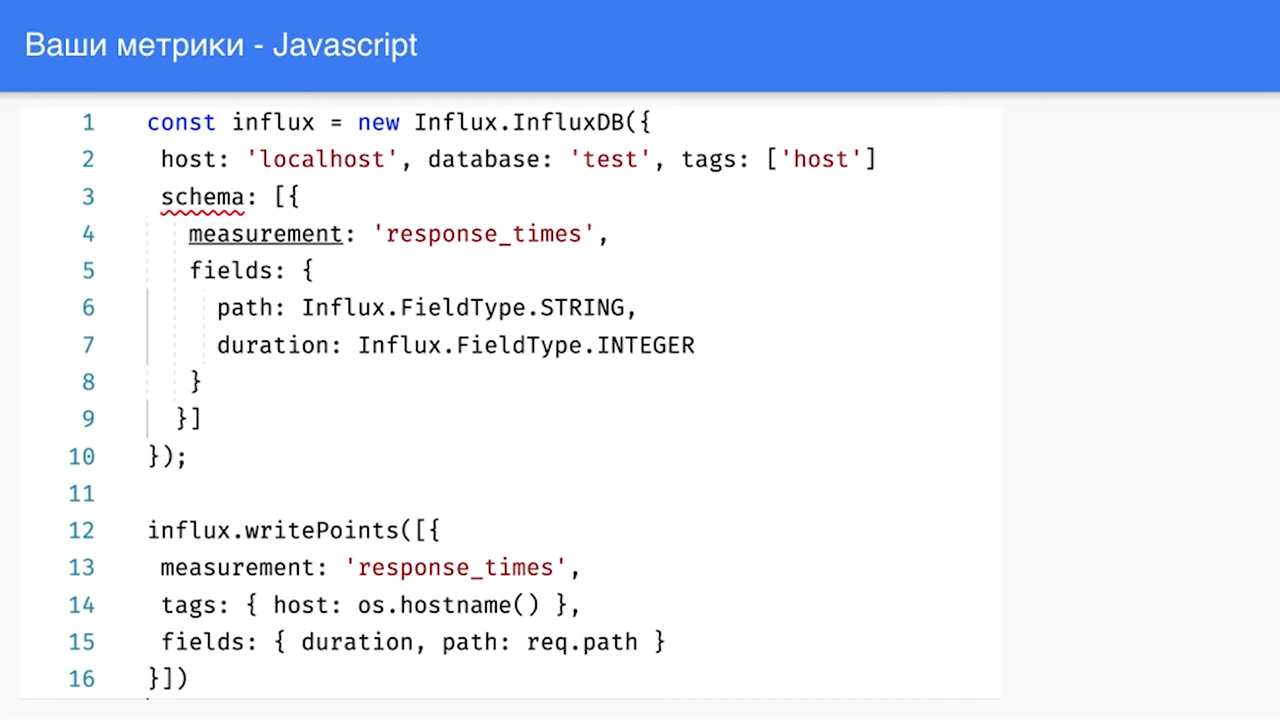 Ваши метрики - Javascript
1 const influx = new Influx.InfluxDB({
2 host: 'localhost', database: 'test', tags: ['host']
3 schema: [{
4 measurement: 'response_times',
5 fields: {
6 path: Influx.FieldType.STRING,
7 duration: Influx.FieldType.INTEGER
8 }
9 }]
10 });
11
12 influx.writePoints([{
13 measurement: 'response_times',
14 tags: { host: os.hostname() },
15 fields: { duration, path: req.path }
16 }])